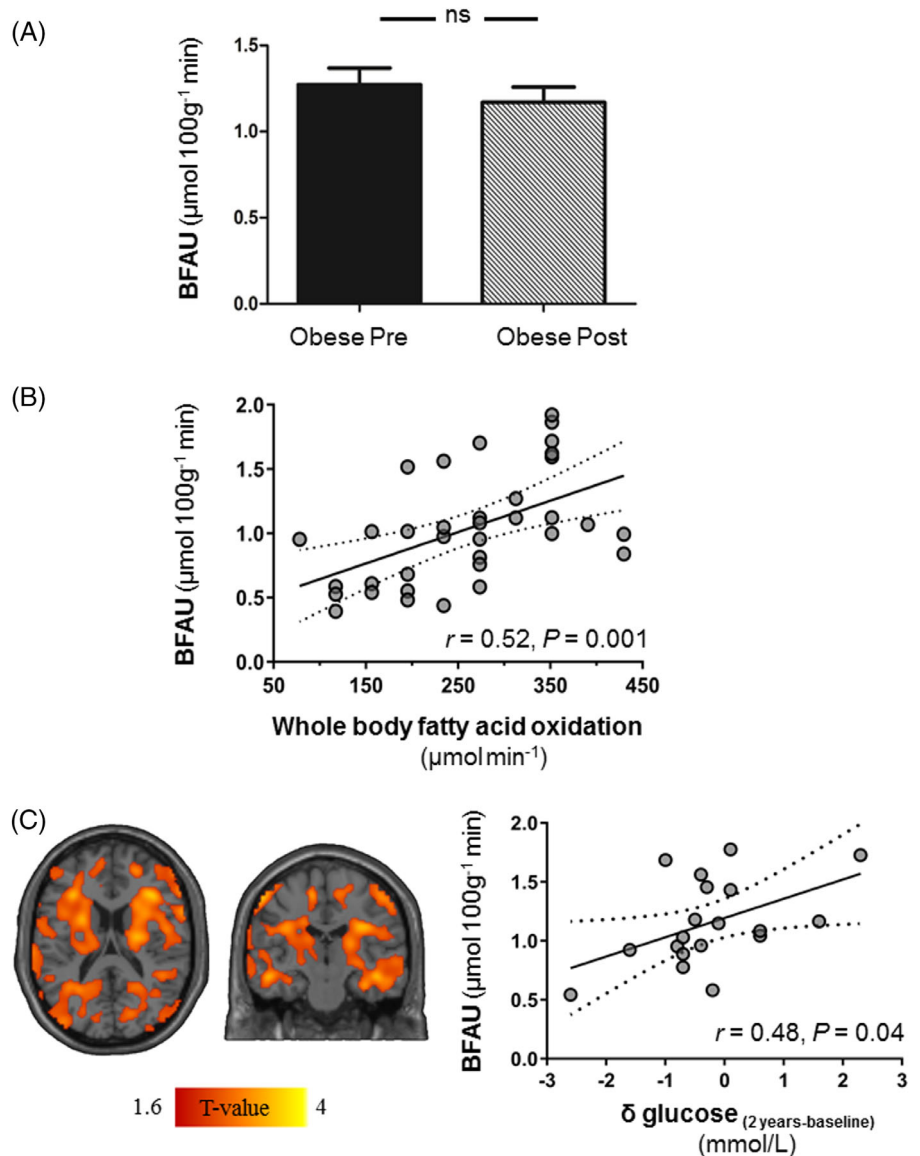 (A)
ns
BFAU (µmol 100g⁻¹ min)
1.5
1.0
0.5
0.0
Obese Pre
Obese Post
(B)
BFAU (µmol 100g⁻¹ min)
2.0
1.5
1.0
0.5
0.0
r = 0.52, P = 0.001
50 150 250 350 450
Whole body fatty acid oxidation
(µmol min⁻¹)
(C)
1.6 T-value 4
BFAU (µmol 100g⁻¹ min)
2.0
1.5
1.0
0.5
0.0
r = 0.48, P = 0.04
-3 -2 -1 0 1 2 3
δ glucose (2 years-baseline)
(mmol/L)